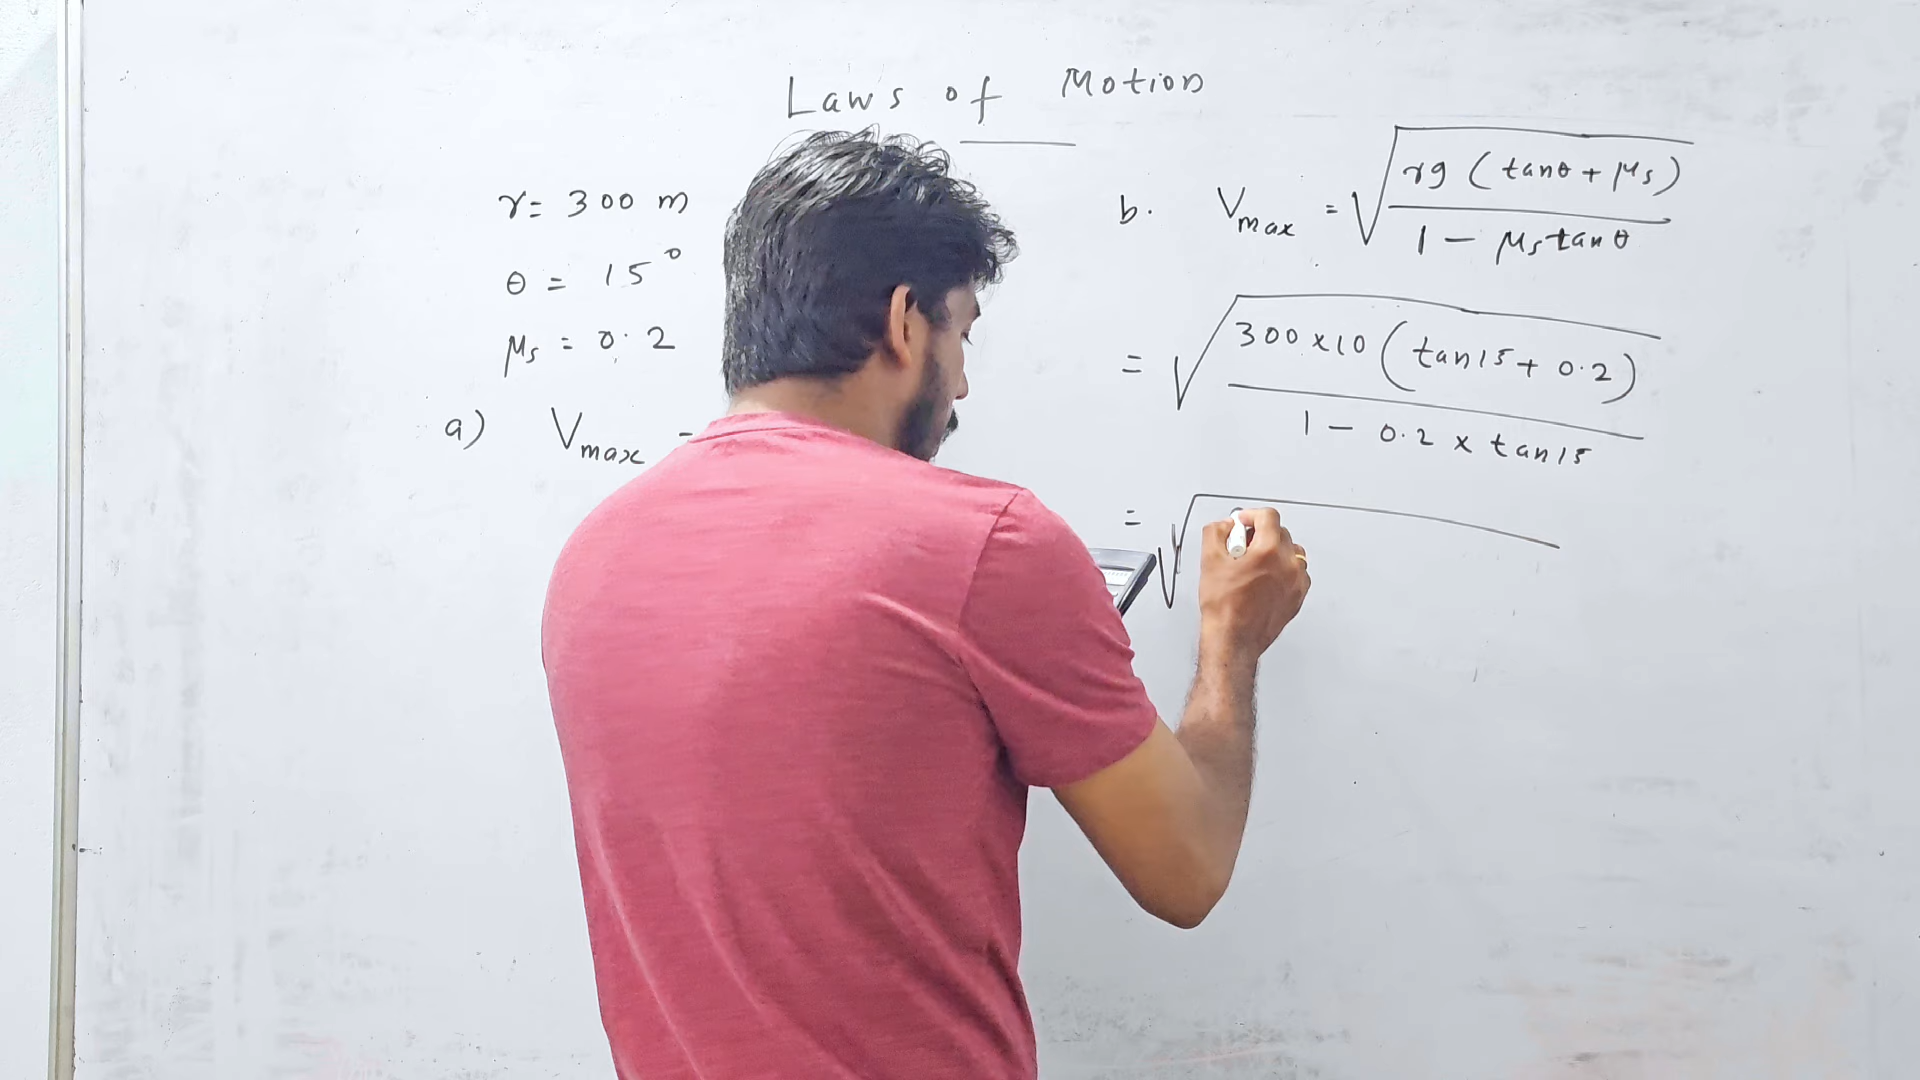 Laws of Motion
r = 300 m
θ = 15°
μs = 0.2
a) Vmax =
b. Vmax = √(rg (tanθ + μs) / 1 - μs tanθ)
= √(300 x 10 (tan15 + 0.2) / 1 - 0.2 x tan15)
= √